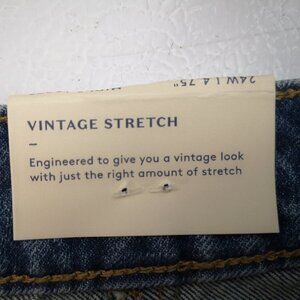 24W | 4.75"
VINTAGE STRETCH
–
Engineered to give you a vintage look
with just the right amount of stretch